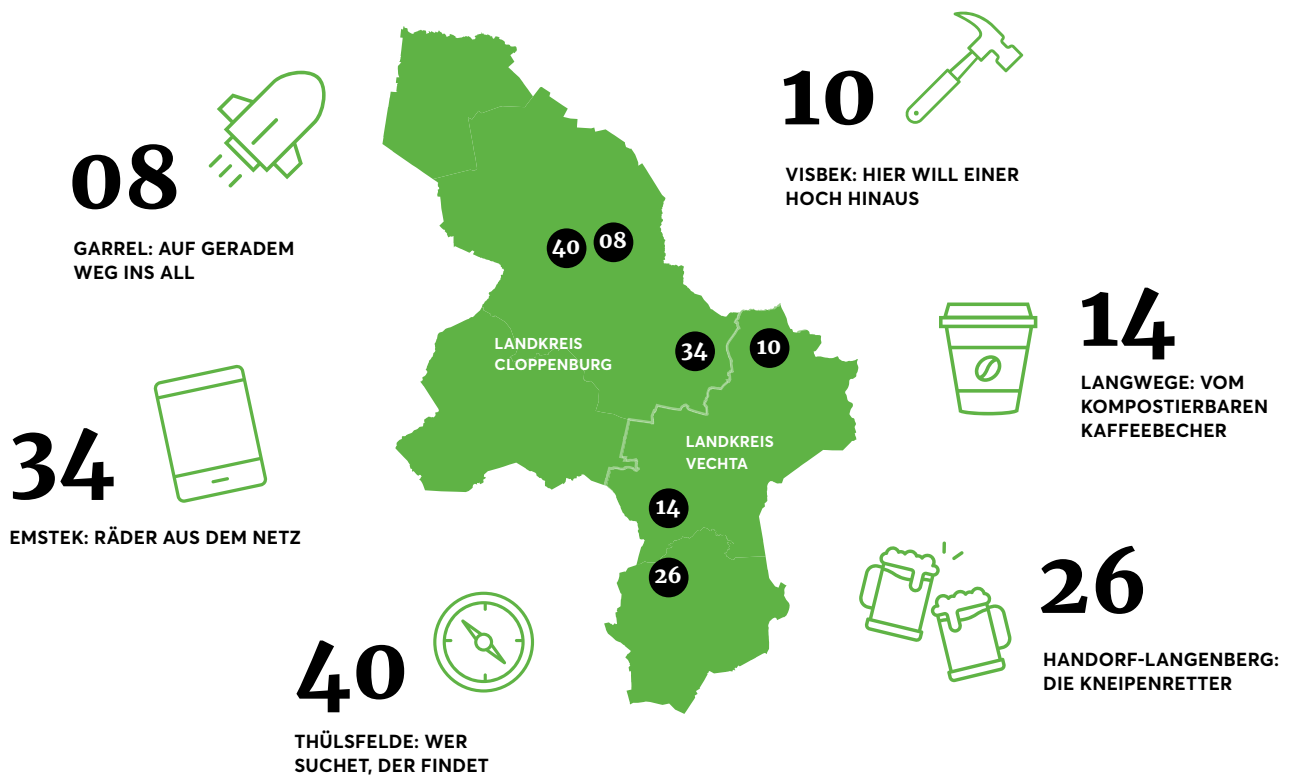 08
GARREL: AUF GERADEM
WEG INS ALL
10
VISBEK: HIER WILL EINER
HOCH HINAUS
34
EMSTEK: RÄDER AUS DEM NETZ
14
LANGWEGE: VOM
KOMPOSTIERBAREN
KAFFEEBECHER
40
THÜLSFELDE: WER
SUCHET, DER FINDET
26
HANDORF-LANGENBERG:
DIE KNEIPENRETTER
40 08
34 10
LANDKREIS
CLOPPENBURG
LANDKREIS
VECHTA
14
26